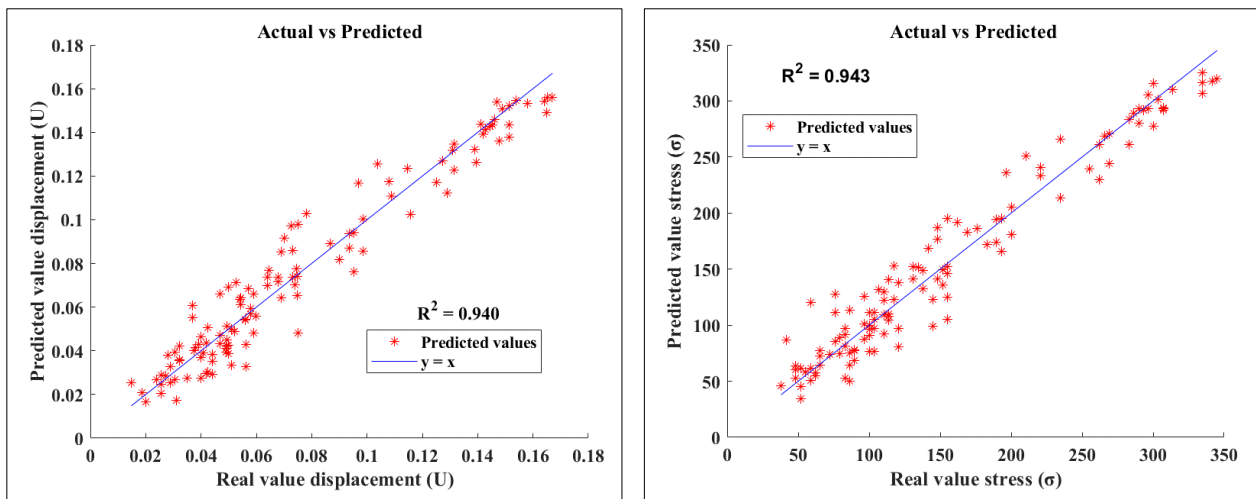 Actual vs Predicted
0.18
0.16
0.14
0.12
0.1
0.08
0.06
0.04
0.02
0
Predicted value displacement (U)
R² = 0.940
Predicted values
y = x
0 0.02 0.04 0.06 0.08 0.1 0.12 0.14 0.16 0.18
Real value displacement (U)
Actual vs Predicted
350
300
250
200
150
100
50
0
Predicted value stress (σ)
R² = 0.943
Predicted values
y = x
0 50 100 150 200 250 300 350
Real value stress (σ)